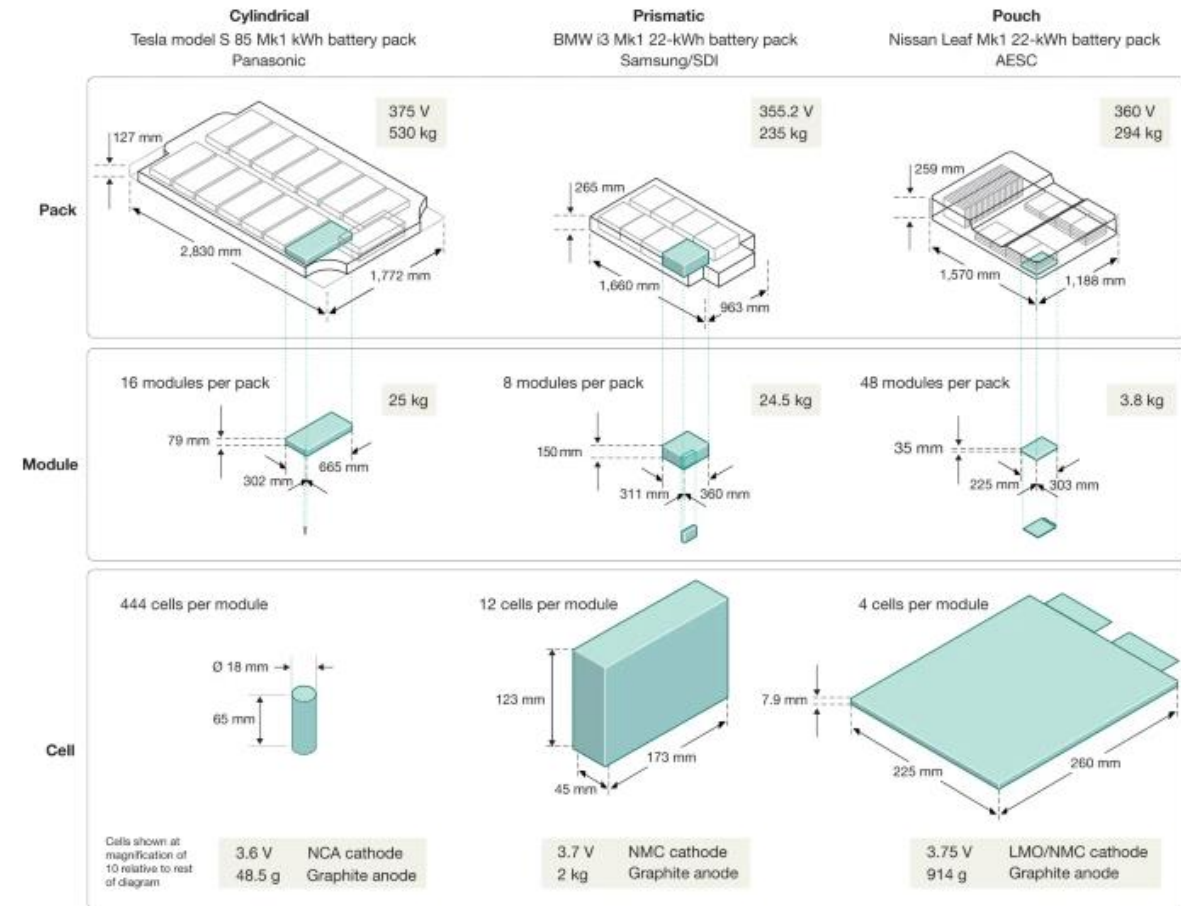 Cylindrical
Tesla model S 85 Mk1 kWh battery pack
Panasonic
Prismatic
BMW i3 Mk1 22-kWh battery pack
Samsung/SDI
Pouch
Nissan Leaf Mk1 22-kWh battery pack
AESC
Pack
375 V
530 kg
127 mm
2,830 mm
1,772 mm
355.2 V
235 kg
265 mm
1,660 mm
963 mm
360 V
294 kg
259 mm
1,570 mm
1,188 mm
Module
16 modules per pack
25 kg
79 mm
302 mm
665 mm
8 modules per pack
24.5 kg
150 mm
311 mm
360 mm
48 modules per pack
3.8 kg
35 mm
225 mm
303 mm
Cell
444 cells per module
Ø 18 mm
65 mm
Cells shown at
magnification of
10 relative to rest
of diagram
3.6 V NCA cathode
48.5 g Graphite anode
12 cells per module
123 mm
45 mm
173 mm
3.7 V NMC cathode
2 kg Graphite anode
4 cells per module
7.9 mm
225 mm
260 mm
3.75 V LMO/NMC cathode
914 g Graphite anode